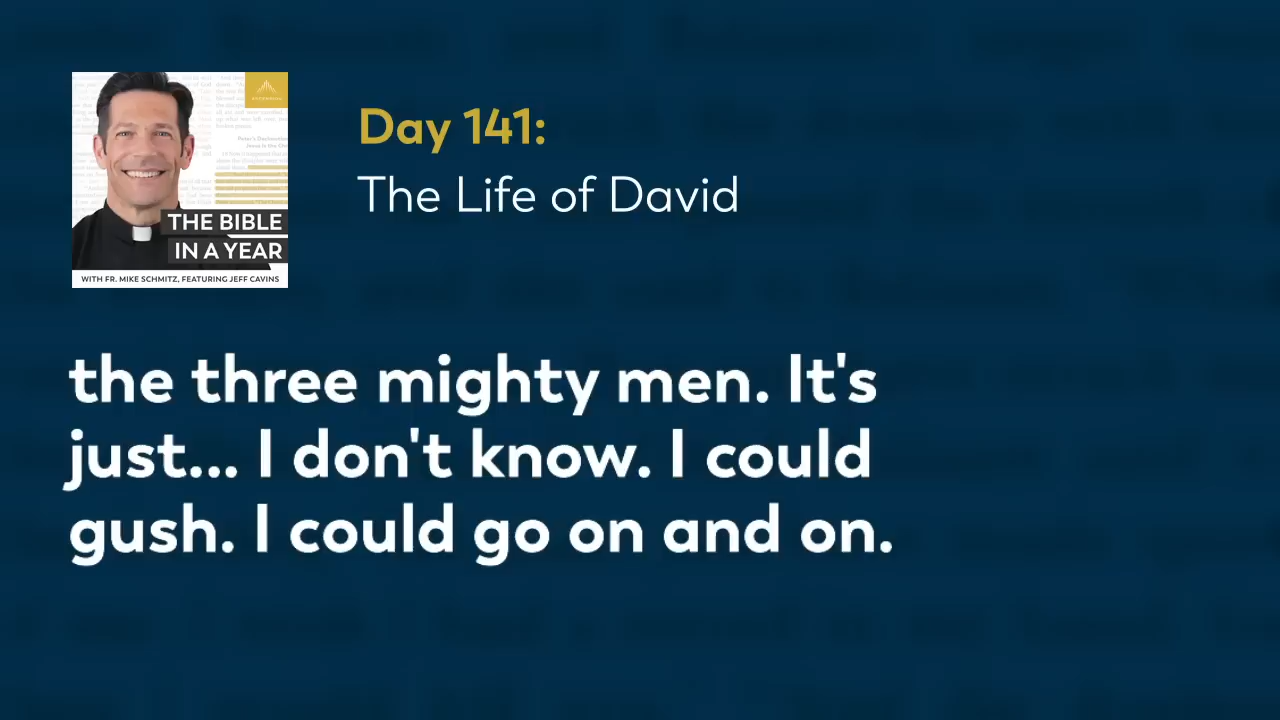 Day 141:
The Life of David
THE BIBLE
IN A YEAR
WITH FR. MIKE SCHMITZ, FEATURING JEFF CAVINS
the three mighty men. It's
just... I don't know. I could
gush. I could go on and on.